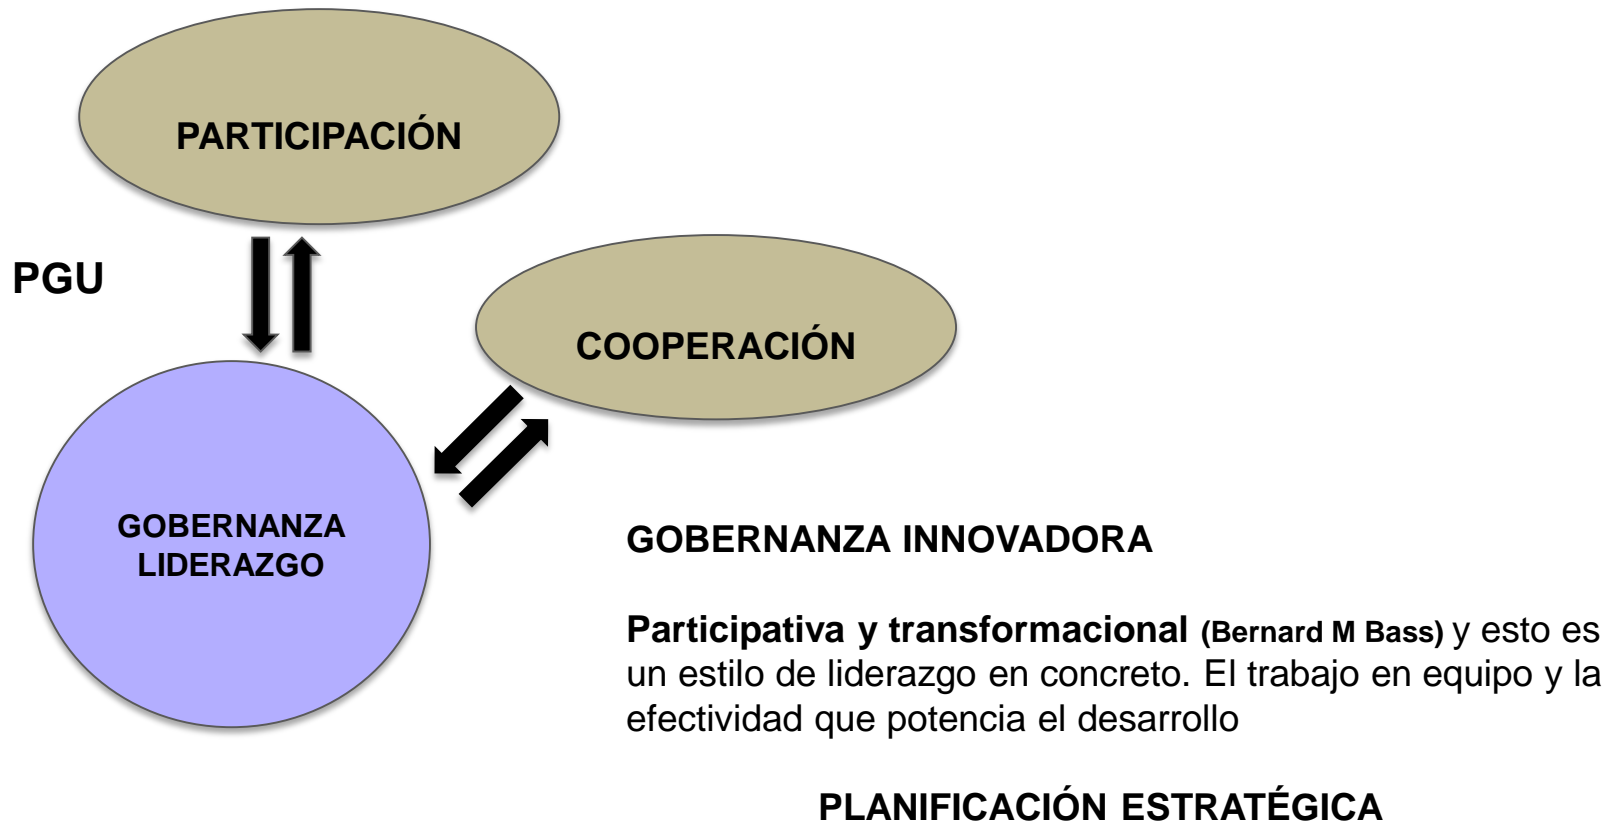 PARTICIPACIÓN
PGU
COOPERACIÓN
GOBERNANZA
LIDERAZGO
GOBERNANZA INNOVADORA
Participativa y transformacional (Bernard M Bass) y esto es
un estilo de liderazgo en concreto. El trabajo en equipo y la
efectividad que potencia el desarrollo
PLANIFICACIÓN ESTRATÉGICA